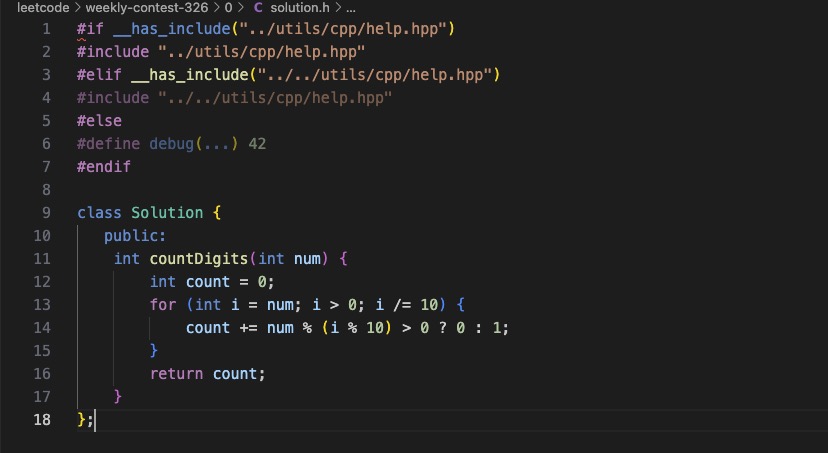 leetcode > weekly-contest-326 > 0 > C solution.h > ...
1 #if __has_include("../utils/cpp/help.hpp")
2 #include "../utils/cpp/help.hpp"
3 #elif __has_include("../../utils/cpp/help.hpp")
4 #include "../../utils/cpp/help.hpp"
5 #else
6 #define debug(...) 42
7 #endif
8
9 class Solution {
10 public:
11 int countDigits(int num) {
12 int count = 0;
13 for (int i = num; i > 0; i /= 10) {
14 count += num % (i % 10) > 0 ? 0 : 1;
15 }
16 return count;
17 }
18 };